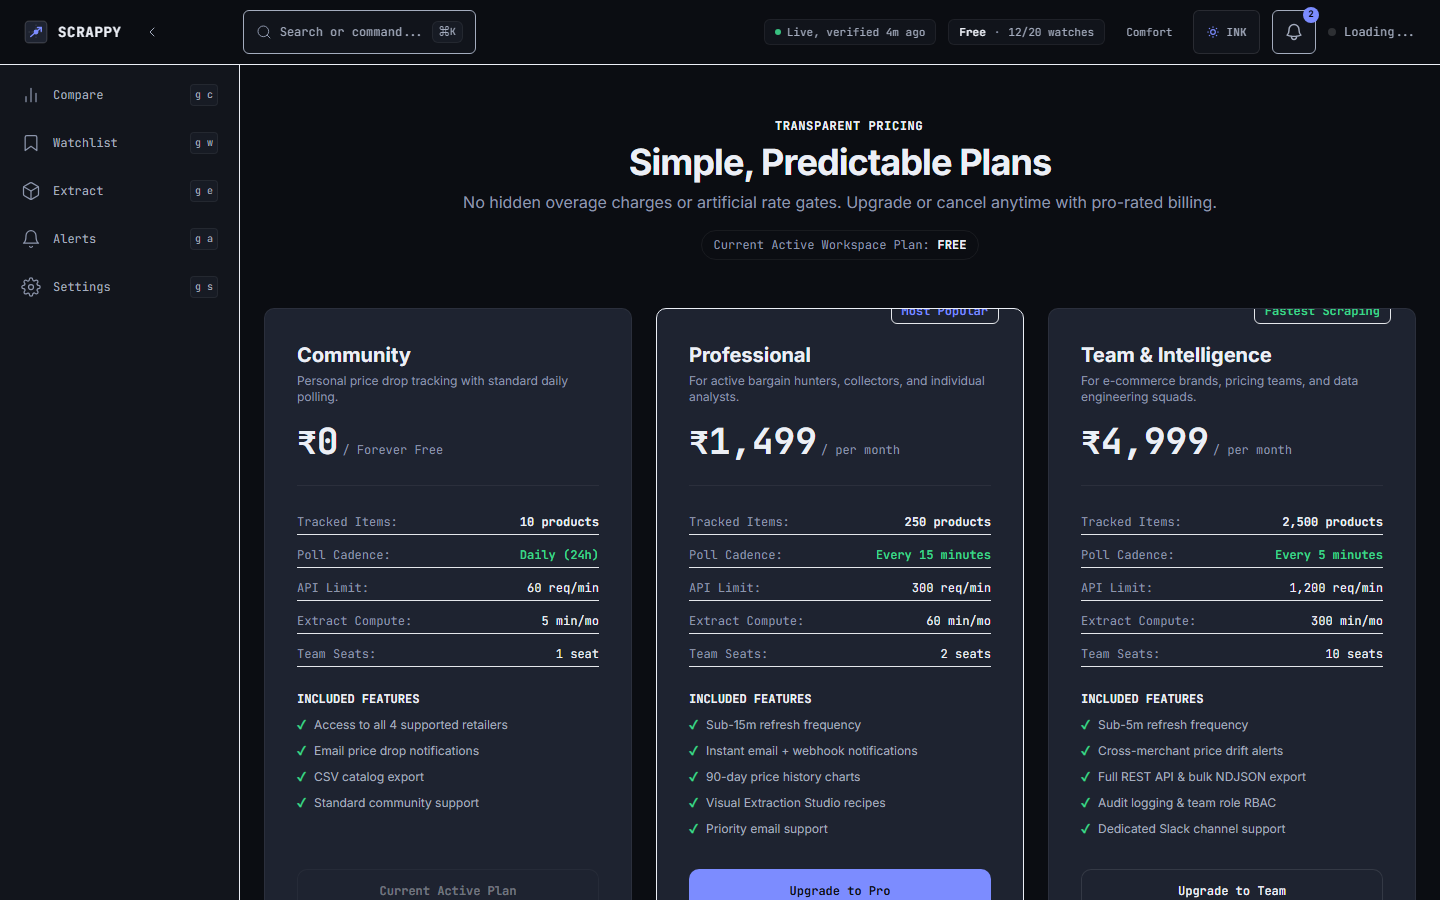 SCRAPPY
Search or command... ⌘K
Live, verified 4m ago
Free · 12/20 watches
Comfort
INK
2
Loading...
Compare g c
Watchlist g w
Extract g e
Alerts g a
Settings g s
TRANSPARENT PRICING
Simple, Predictable Plans
No hidden overage charges or artificial rate gates. Upgrade or cancel anytime with pro-rated billing.
Current Active Workspace Plan: FREE
Community
Personal price drop tracking with standard daily
polling.
₹0 / Forever Free
Tracked Items: 10 products
Poll Cadence: Daily (24h)
API Limit: 60 req/min
Extract Compute: 5 min/mo
Team Seats: 1 seat
INCLUDED FEATURES
✓ Access to all 4 supported retailers
✓ Email price drop notifications
✓ CSV catalog export
✓ Standard community support
Current Active Plan
Most Popular
Professional
For active bargain hunters, collectors, and individual
analysts.
₹1,499 / per month
Tracked Items: 250 products
Poll Cadence: Every 15 minutes
API Limit: 300 req/min
Extract Compute: 60 min/mo
Team Seats: 2 seats
INCLUDED FEATURES
✓ Sub-15m refresh frequency
✓ Instant email + webhook notifications
✓ 90-day price history charts
✓ Visual Extraction Studio recipes
✓ Priority email support
Upgrade to Pro
Fastest Scraping
Team & Intelligence
For e-commerce brands, pricing teams, and data
engineering squads.
₹4,999 / per month
Tracked Items: 2,500 products
Poll Cadence: Every 5 minutes
API Limit: 1,200 req/min
Extract Compute: 300 min/mo
Team Seats: 10 seats
INCLUDED FEATURES
✓ Sub-5m refresh frequency
✓ Cross-merchant price drift alerts
✓ Full REST API & bulk NDJSON export
✓ Audit logging & team role RBAC
✓ Dedicated Slack channel support
Upgrade to Team